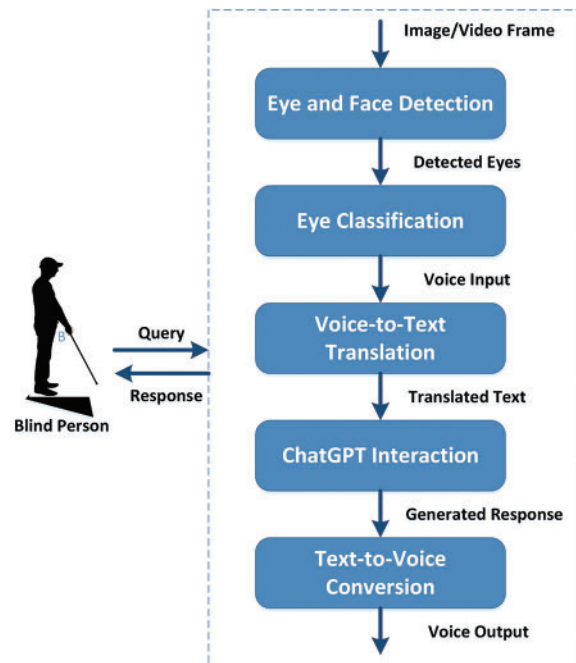 Image/Video Frame
Eye and Face Detection
Detected Eyes
Eye Classification
Voice Input
Voice-to-Text
Translation
Translated Text
ChatGPT Interaction
Generated Response
Text-to-Voice
Conversion
Voice Output
B
Query
Response
Blind Person